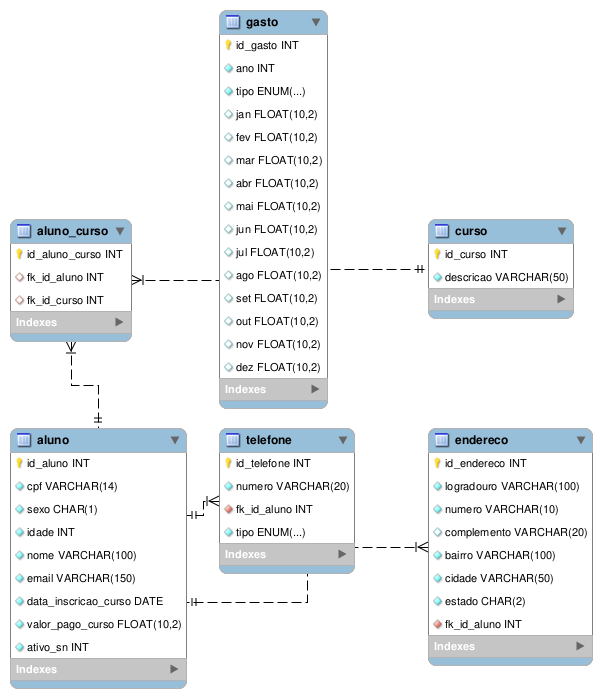 gasto
id_gasto INT
ano INT
tipo ENUM(...)
jan FLOAT(10,2)
fev FLOAT(10,2)
mar FLOAT(10,2)
abr FLOAT(10,2)
mai FLOAT(10,2)
jun FLOAT(10,2)
jul FLOAT(10,2)
ago FLOAT(10,2)
set FLOAT(10,2)
out FLOAT(10,2)
nov FLOAT(10,2)
dez FLOAT(10,2)
Indexes
aluno_curso
id_aluno_curso INT
fk_id_aluno INT
fk_id_curso INT
Indexes
curso
id_curso INT
descricao VARCHAR(50)
Indexes
aluno
id_aluno INT
cpf VARCHAR(14)
sexo CHAR(1)
idade INT
nome VARCHAR(100)
email VARCHAR(150)
data_inscricao_curso DATE
valor_pago_curso FLOAT(10,2)
ativo_sn INT
Indexes
telefone
id_telefone INT
numero VARCHAR(20)
fk_id_aluno INT
tipo ENUM(...)
Indexes
endereco
id_endereco INT
logradouro VARCHAR(100)
numero VARCHAR(10)
complemento VARCHAR(20)
bairro VARCHAR(100)
cidade VARCHAR(50)
estado CHAR(2)
fk_id_aluno INT
Indexes